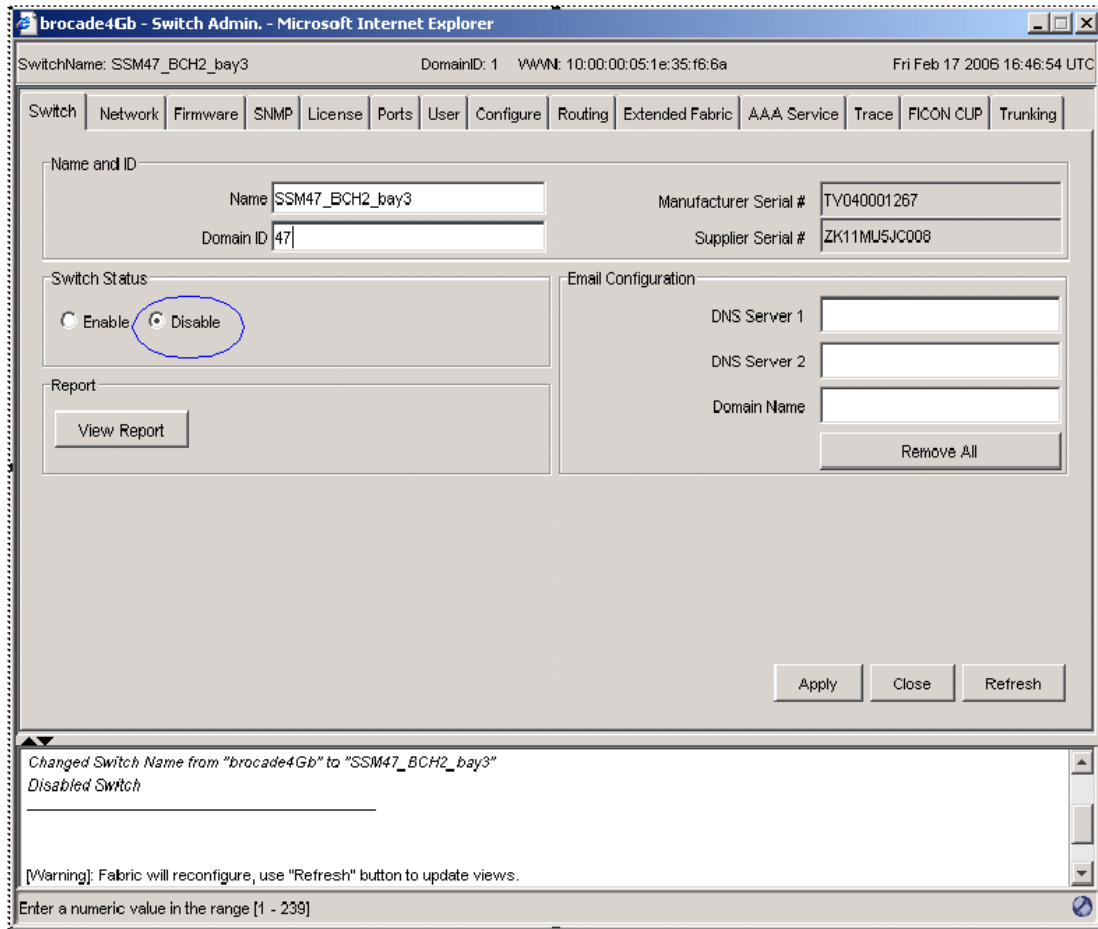 brocade4Gb - Switch Admin. - Microsoft Internet Explorer
SwitchName: SSM47_BCH2_bay3 DomainID: 1 WWN: 10:00:00:05:1e:35:f6:6a Fri Feb 17 2006 16:46:54 UTC
Switch Network Firmware SNMP License Ports User Configure Routing Extended Fabric AAA Service Trace FICON CUP Trunking
Name and ID
Name SSM47_BCH2_bay3
Domain ID 47
Manufacturer Serial # TV040001267
Supplier Serial # ZK11MU5JC008
Switch Status
Enable Disable
Report
View Report
Email Configuration
DNS Server 1
DNS Server 2
Domain Name
Remove All
Apply Close Refresh
Changed Switch Name from "brocade4Gb" to "SSM47_BCH2_bay3"
Disabled Switch
[Warning]: Fabric will reconfigure, use "Refresh" button to update views.
Enter a numeric value in the range [1 - 239]